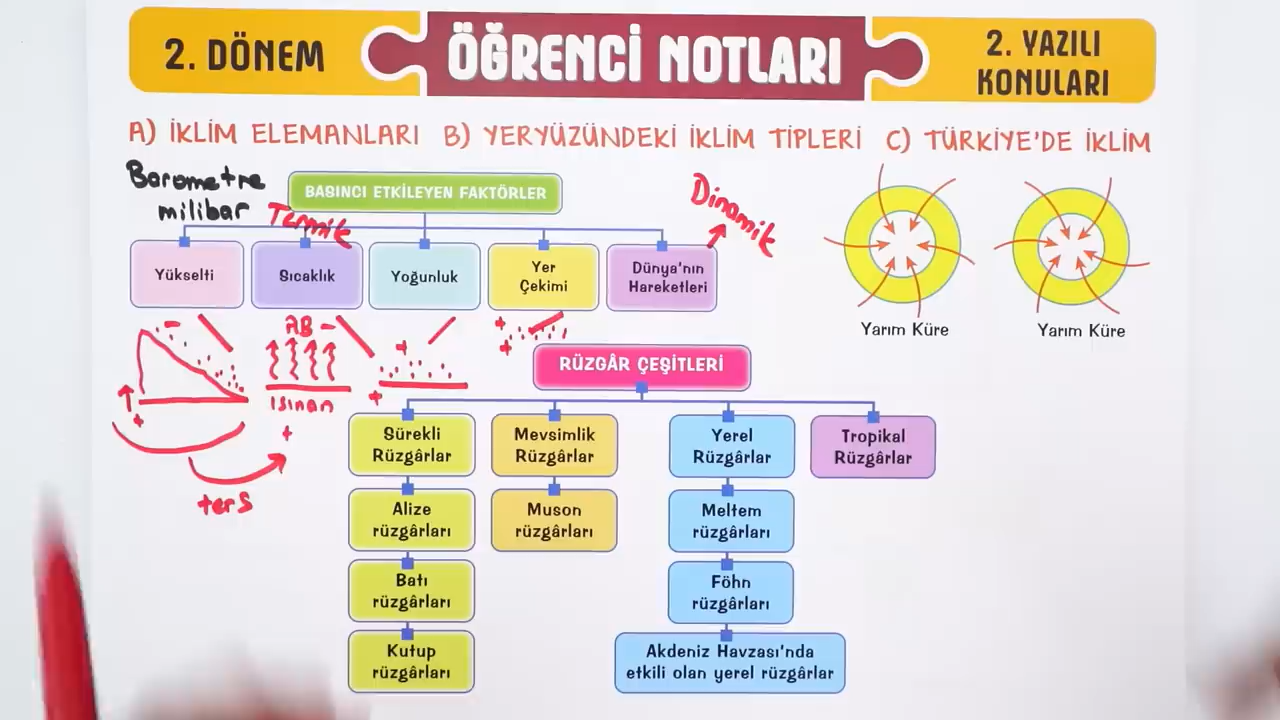 2. DÖNEM
ÖĞRENCİ NOTLARI
2. YAZILI
KONULARI
A) İKLİM ELEMANLARI B) YERYÜZÜNDEKİ İKLİM TİPLERİ C) TÜRKİYE'DE İKLİM
Barometre
milibar
BASINCI ETKİLEYEN FAKTÖRLER
Termik
Dinamik
Yükselti
Sıcaklık
Yoğunluk
Yer
Çekimi
Dünya'nın
Hareketleri
Yarım Küre
Yarım Küre
-
AB -
+
+
+
+
ısınan
+
+
ters
RÜZGÂR ÇEŞİTLERİ
Sürekli
Rüzgârlar
Mevsimlik
Rüzgârlar
Yerel
Rüzgârlar
Tropikal
Rüzgârlar
Alize
rüzgârları
Muson
rüzgârları
Meltem
rüzgârları
Batı
rüzgârları
Föhn
rüzgârları
Kutup
rüzgârları
Akdeniz Havzası'nda
etkili olan yerel rüzgârlar